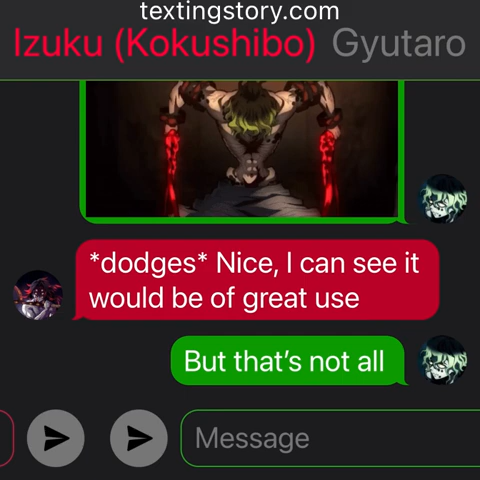 textingstory.com
Izuku (Kokushibo) Gyutaro
*dodges* Nice, I can see it
would be of great use
But that’s not all
Message